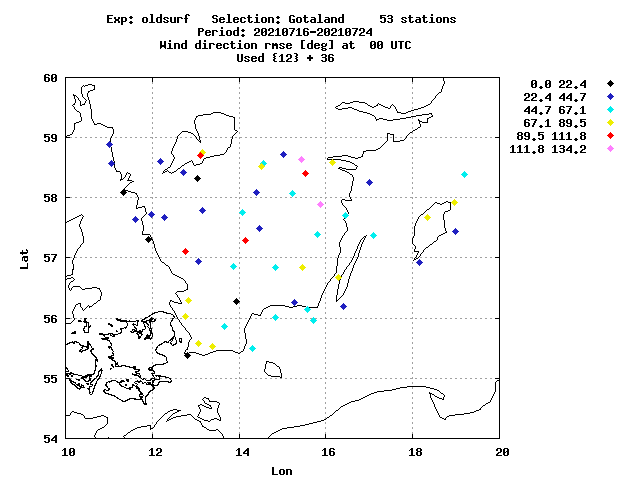 Exp: oldsurf   Selection: Gotaland     53 stations
Period: 20210716-20210724
Wind direction rmse [deg] at  00 UTC
Used {12} + 36
0.0 22.4
22.4 44.7
44.7 67.1
67.1 89.5
89.5 111.8
111.8 134.2
60
59
58
57
56
55
54
Lat
10 12 14 16 18 20
Lon